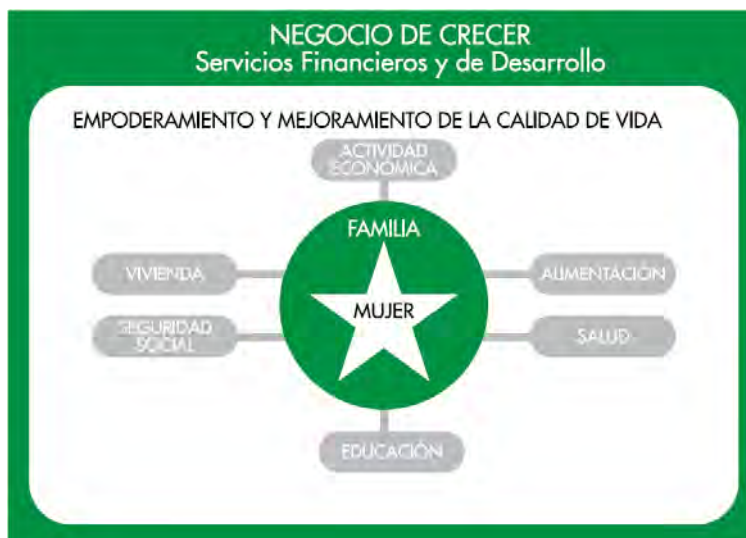 NEGOCIO DE CRECER
Servicios Financieros y de Desarrollo
EMPODERAMIENTO Y MEJORAMIENTO DE LA CALIDAD DE VIDA
ACTIVIDAD
ECONÓMICA
FAMILIA
VIVIENDA
ALIMENTACIÓN
MUJER
SEGURIDAD
SOCIAL
SALUD
EDUCACIÓN